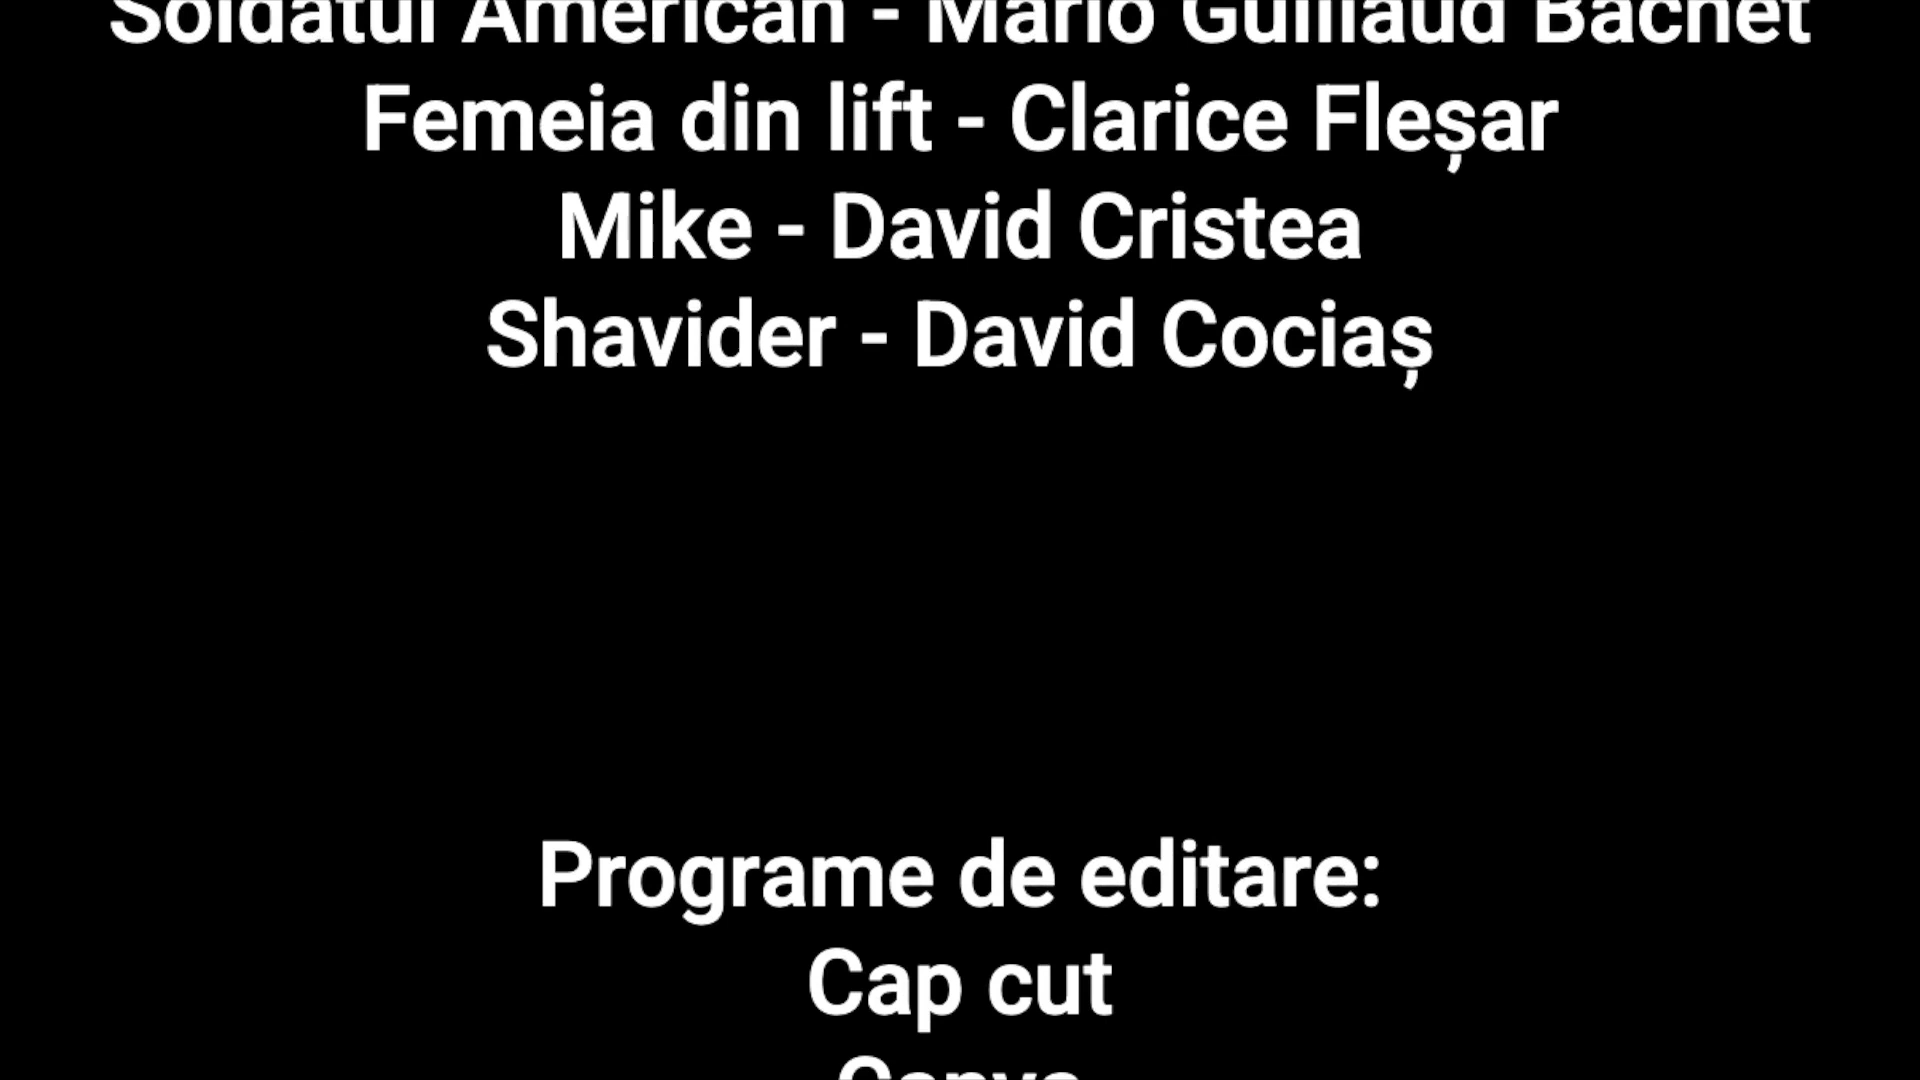 Soldatul American - Mario Guillaud Bachet
Femeia din lift - Clarice Fleșar
Mike - David Cristea
Shavider - David Cociaș
Programe de editare:
Cap cut
Canva